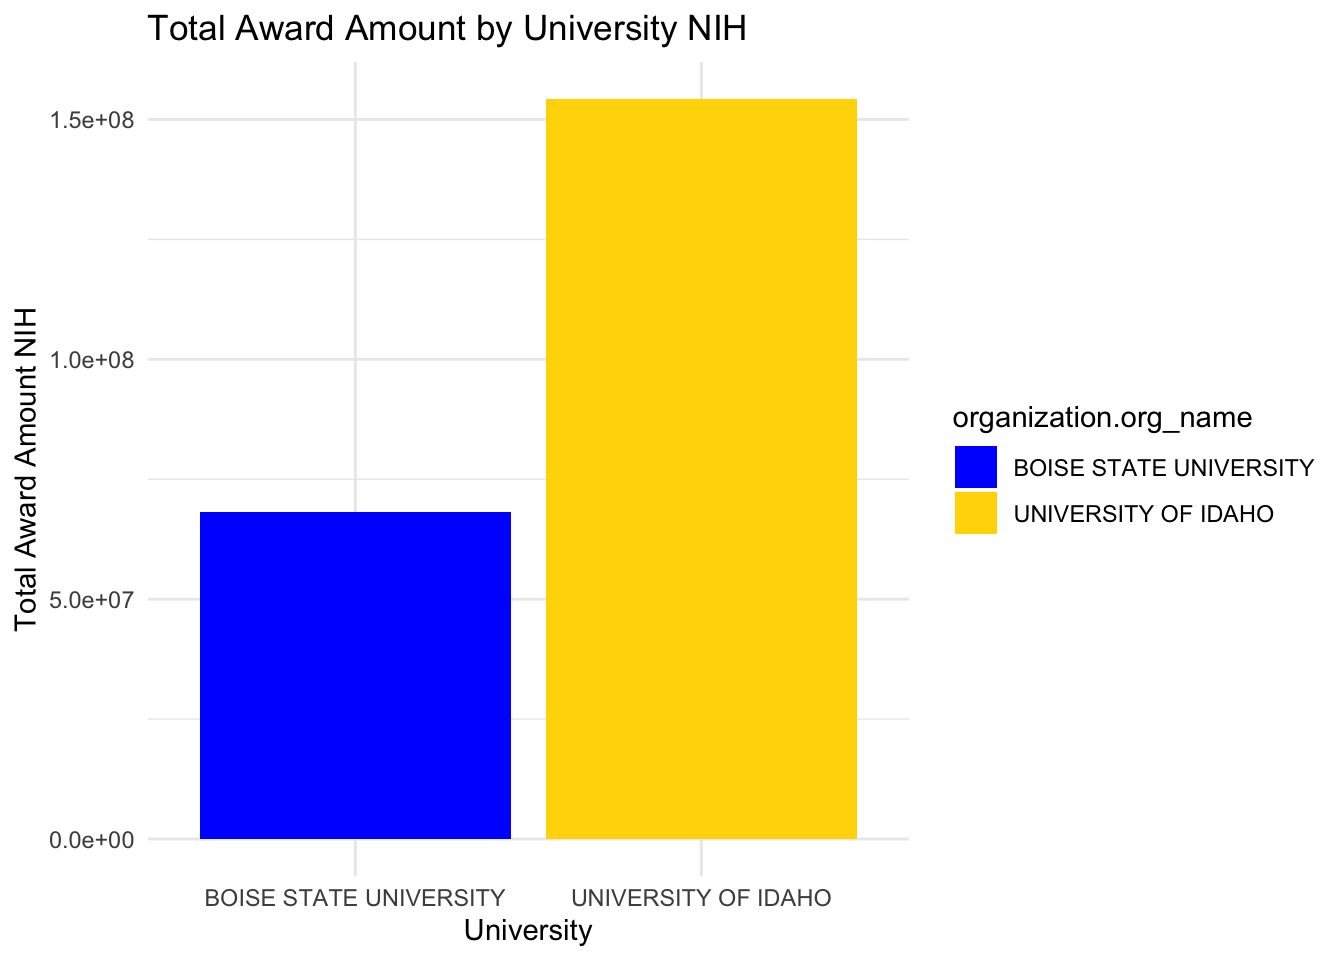 Total Award Amount by University NIH
Total Award Amount NIH
1.5e+08
1.0e+08
5.0e+07
0.0e+00
BOISE STATE UNIVERSITY
UNIVERSITY OF IDAHO
University
organization.org_name
BOISE STATE UNIVERSITY
UNIVERSITY OF IDAHO